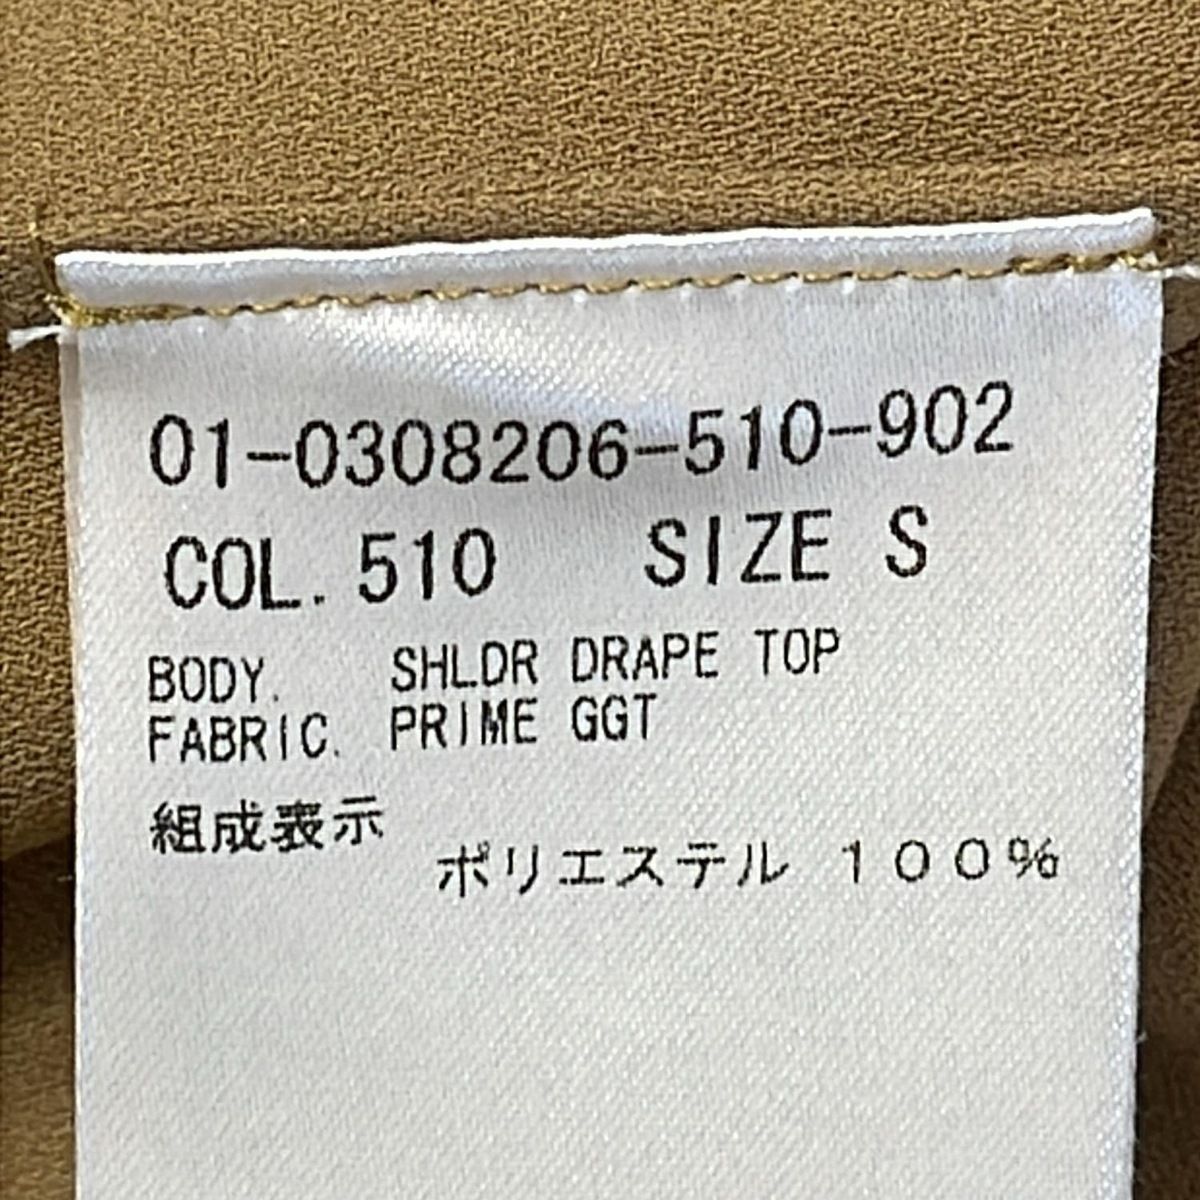 01-0308206-510-902
COL. 510 SIZE S
BODY. SHLDR DRAPE TOP
FABRIC. PRIME GGT
組成表示
ポリエステル 100%